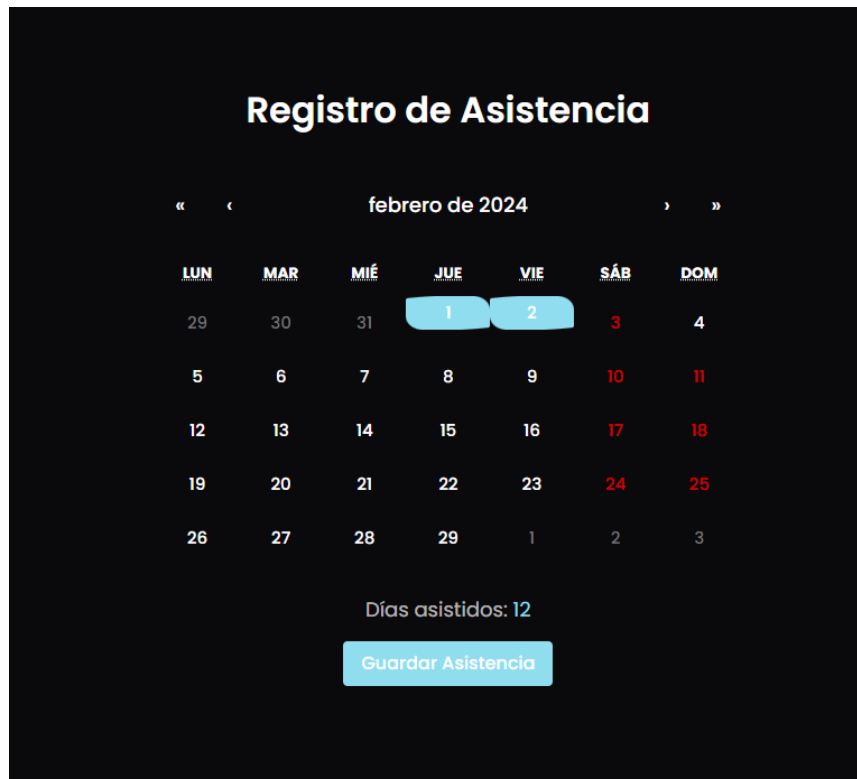 Registro de Asistencia
« ‹ febrero de 2024 › »
LUN MAR MIÉ JUE VIE SÁB DOM
29 30 31 1 2 3 4
5 6 7 8 9 10 11
12 13 14 15 16 17 18
19 20 21 22 23 24 25
26 27 28 29 1 2 3
Días asistidos: 12
Guardar Asistencia